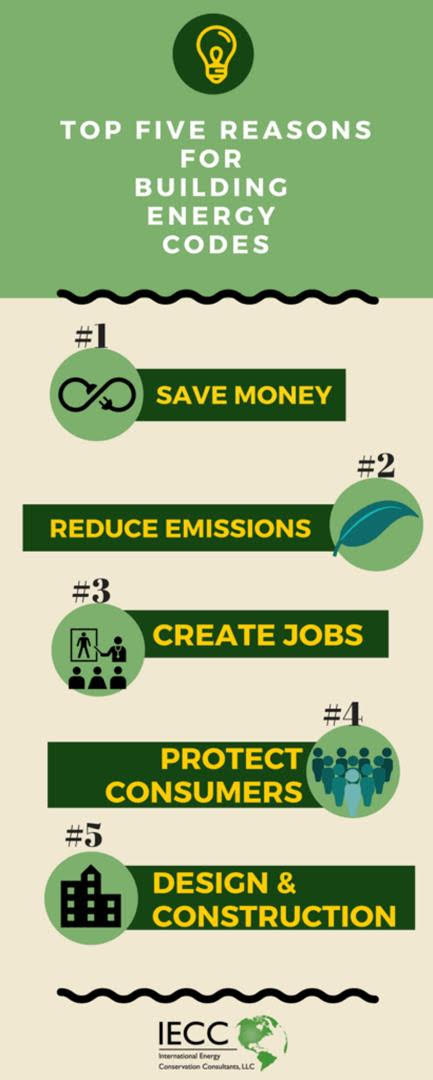 TOP FIVE REASONS
FOR
BUILDING
ENERGY
CODES
#1
SAVE MONEY
#2
REDUCE EMISSIONS
#3
CREATE JOBS
#4
PROTECT
CONSUMERS
#5
DESIGN &
CONSTRUCTION
IECC
International Energy
Conservation Consultants, LLC